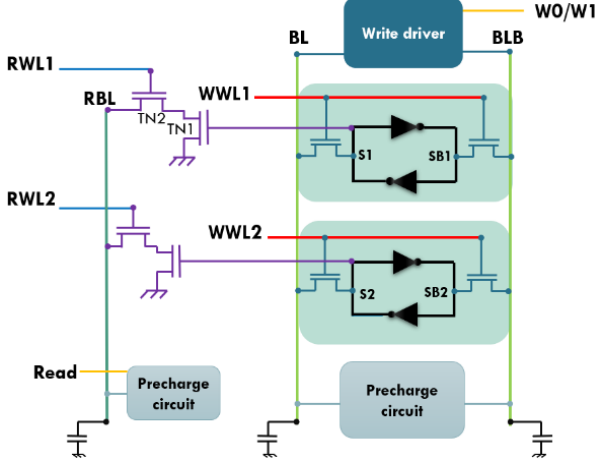 W0/W1
BL
Write driver
BLB
RWL1
RBL
WWL1
TN2
TN1
S1
SB1
RWL2
WWL2
S2
SB2
Read
Precharge
circuit
Precharge
circuit